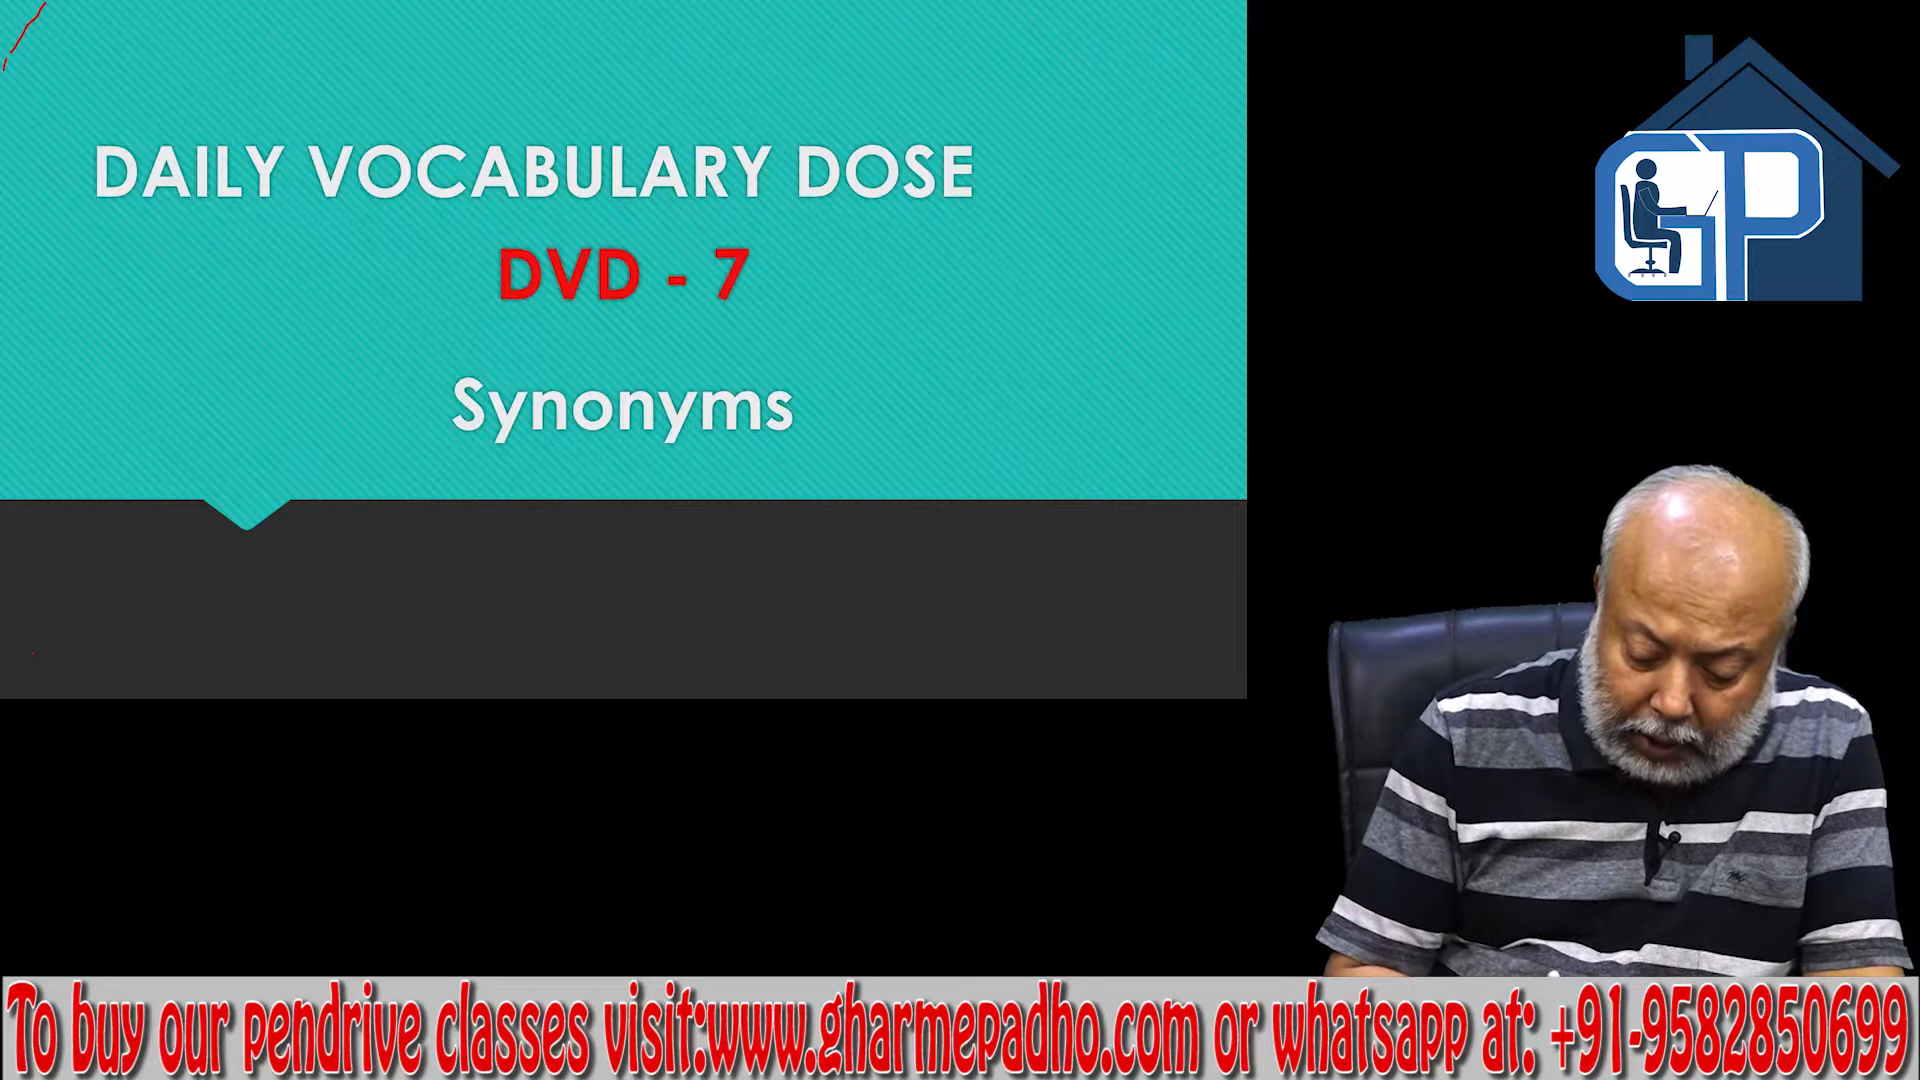 DAILY VOCABULARY DOSE
DVD - 7
Synonyms
GP
To buy our pendrive classes visit:www.gharmepadho.com or whatsapp at: +91-9582850699